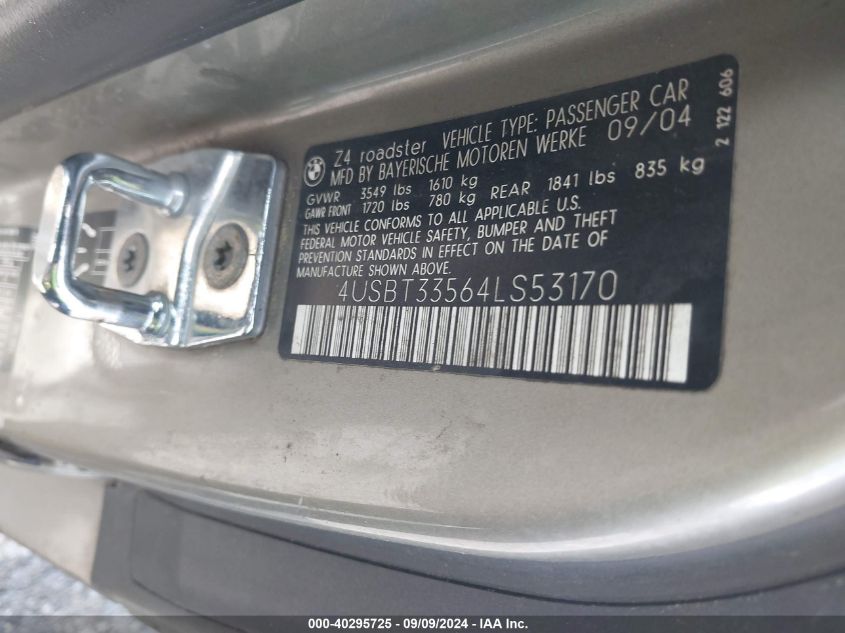 Z4 roadster VEHICLE TYPE: PASSENGER CAR
MFD BY BAYERISCHE MOTOREN WERKE 09/04
GVWR 3549 lbs 1610 kg
GAWR FRONT 1720 lbs 780 kg REAR 1841 lbs 835 kg
THIS VEHICLE CONFORMS TO ALL APPLICABLE U.S.
FEDERAL MOTOR VEHICLE SAFETY, BUMPER AND THEFT
PREVENTION STANDARDS IN EFFECT ON THE DATE OF
MANUFACTURE SHOWN ABOVE.
4USBT33564LS53170
2 122 606
000-40295725 - 09/09/2024 - IAA Inc.